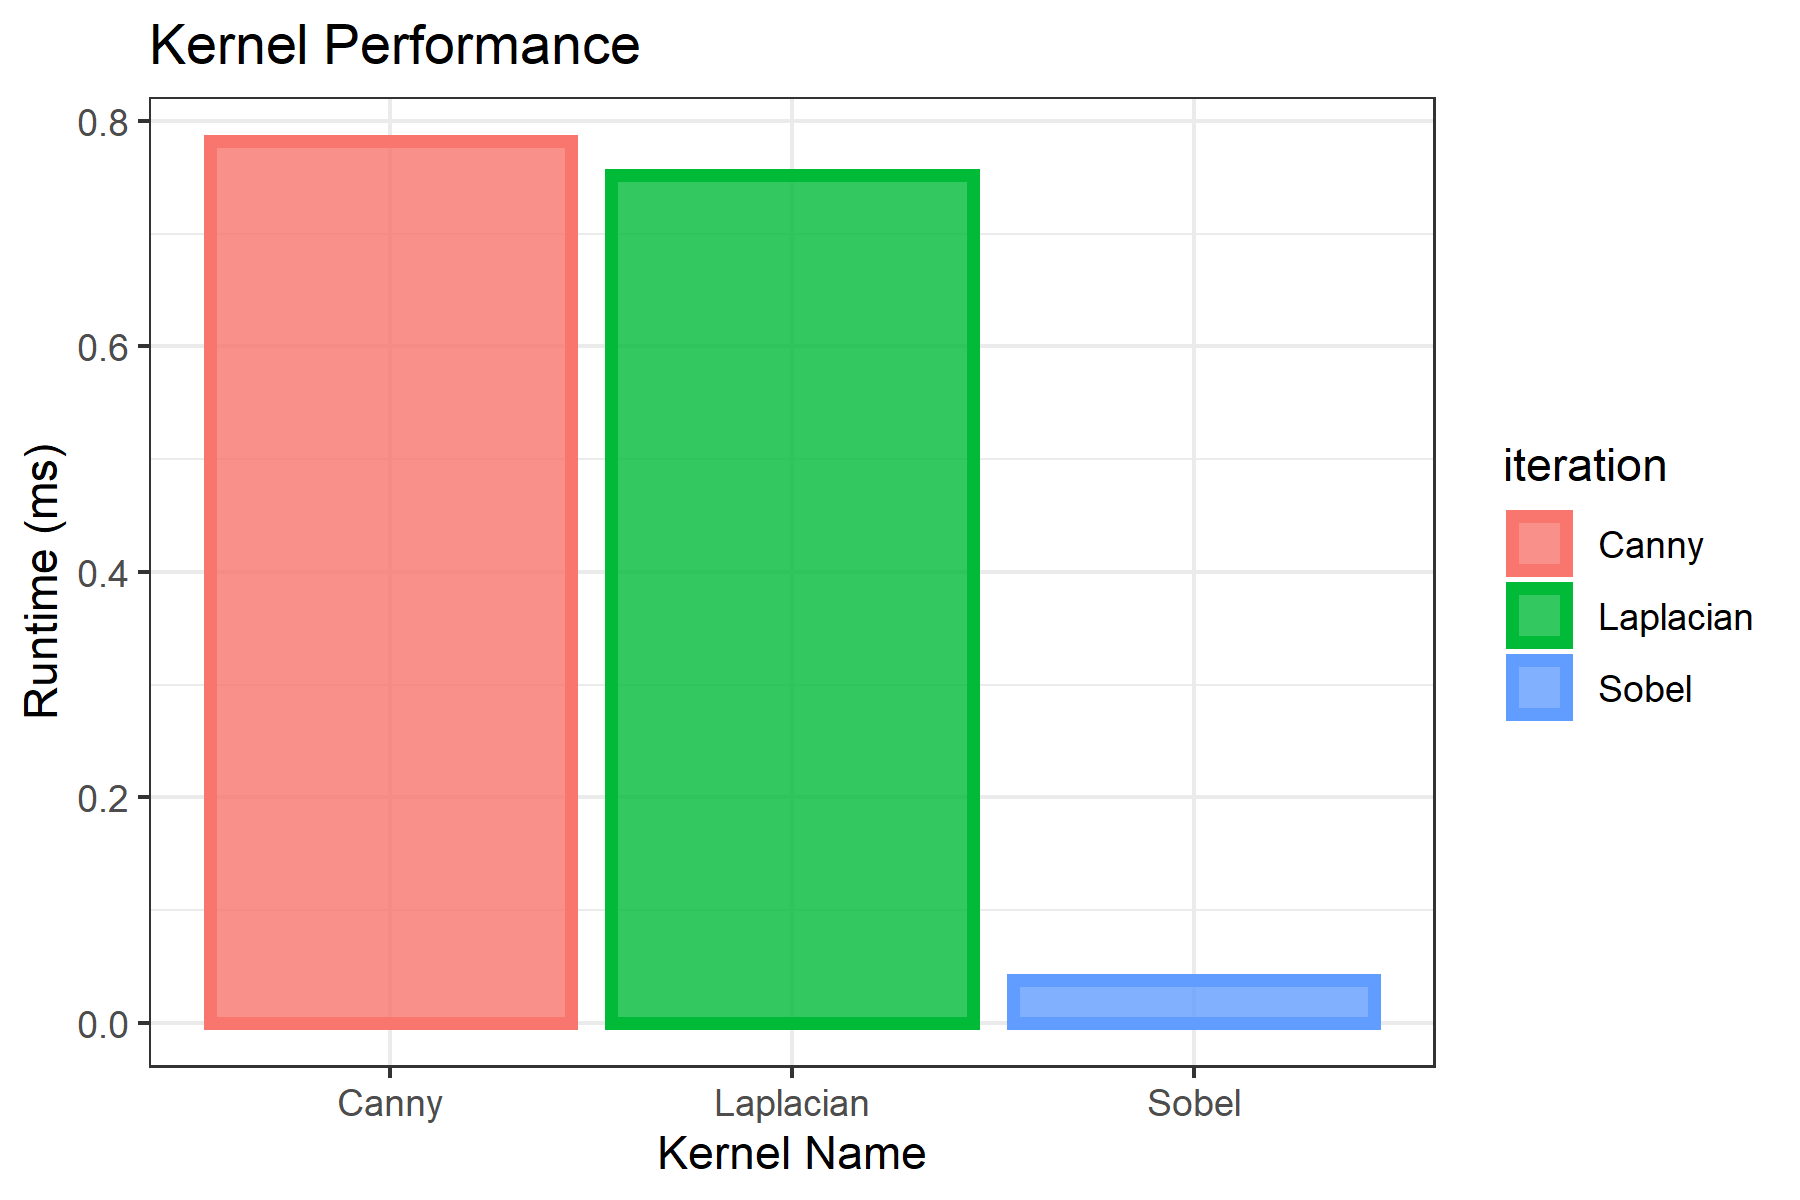 Kernel Performance
0.8
0.6
0.4
0.2
0.0
Runtime (ms)
Canny
Laplacian
Sobel
Kernel Name
iteration
Canny
Laplacian
Sobel